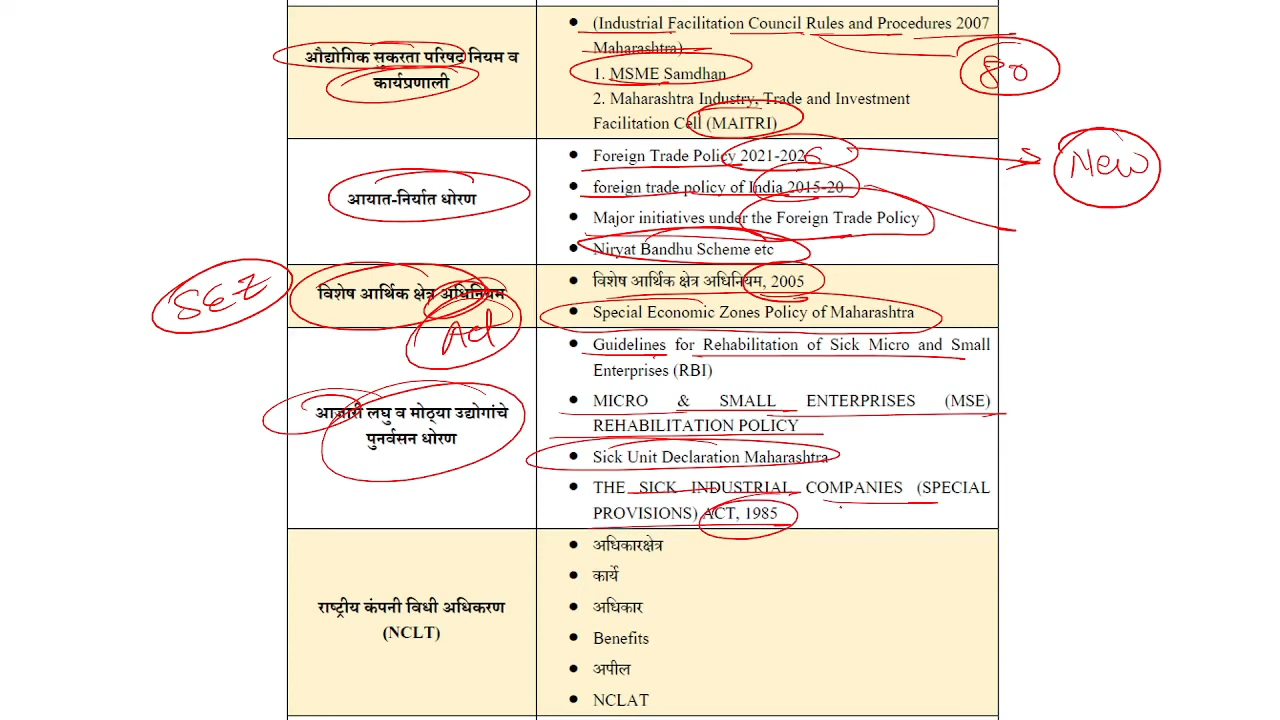 औद्योगिक सुकरता परिषद नियम व
कार्यप्रणाली
(Industrial Facilitation Council Rules and Procedures 2007
Maharashtra)
1. MSME Samdhan
2. Maharashtra Industry, Trade and Investment
Facilitation Cell (MAITRI)
आयात-निर्यात धोरण
Foreign Trade Policy 2021-2026
New
foreign trade policy of India 2015-20
Major initiatives under the Foreign Trade Policy
Niryat Bandhu Scheme etc
SEZ
विशेष आर्थिक क्षेत्र अधिनियम
Act
विशेष आर्थिक क्षेत्र अधिनियम, 2005
Special Economic Zones Policy of Maharashtra
आजारी लघु व मोठ्या उद्योगांचे
पुनर्वसन धोरण
Guidelines for Rehabilitation of Sick Micro and Small
Enterprises (RBI)
MICRO & SMALL ENTERPRISES (MSE)
REHABILITATION POLICY
Sick Unit Declaration Maharashtra
THE SICK INDUSTRIAL COMPANIES (SPECIAL
PROVISIONS) ACT, 1985
राष्ट्रीय कंपनी विधी अधिकरण
(NCLT)
अधिकारक्षेत्र
कार्ये
अधिकार
Benefits
अपील
NCLAT